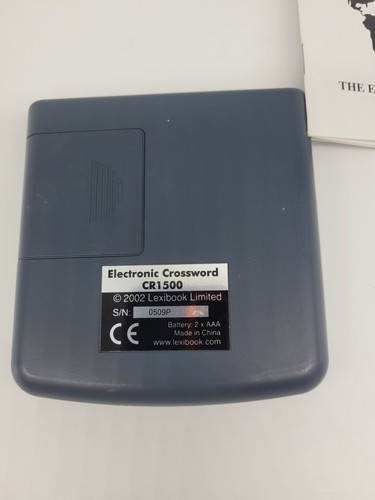 THE E
Electronic Crossword
CR1500
© 2002 Lexibook Limited
S/N: 0509P
CE
Battery: 2 x AAA
Made in China
www.lexibook.com